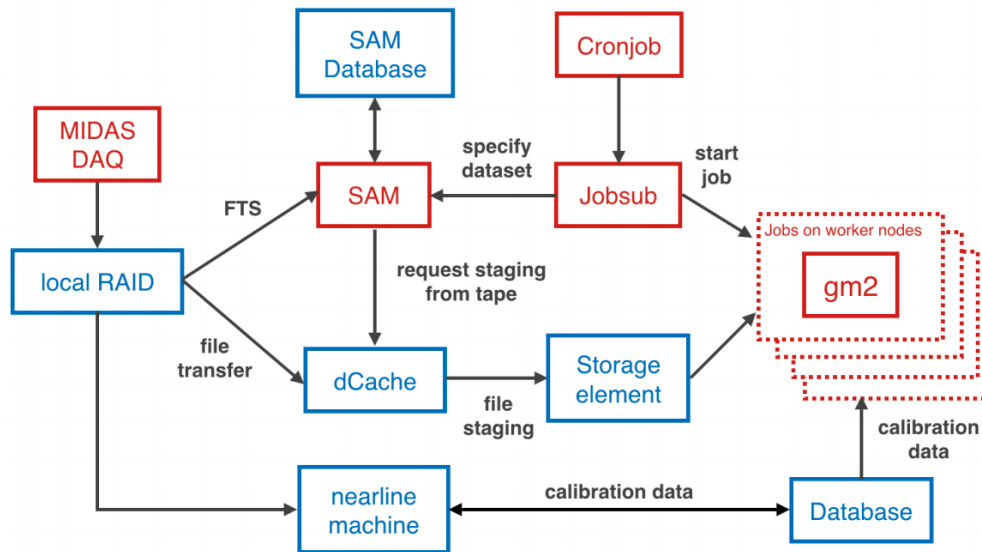 SAM
Database
Cronjob
MIDAS
DAQ
specify
dataset
start
job
FTS
SAM
Jobsub
Jobs on worker nodes
local RAID
request staging
from tape
gm2
file
transfer
dCache
Storage
element
file
staging
calibration
data
nearline
machine
calibration data
Database